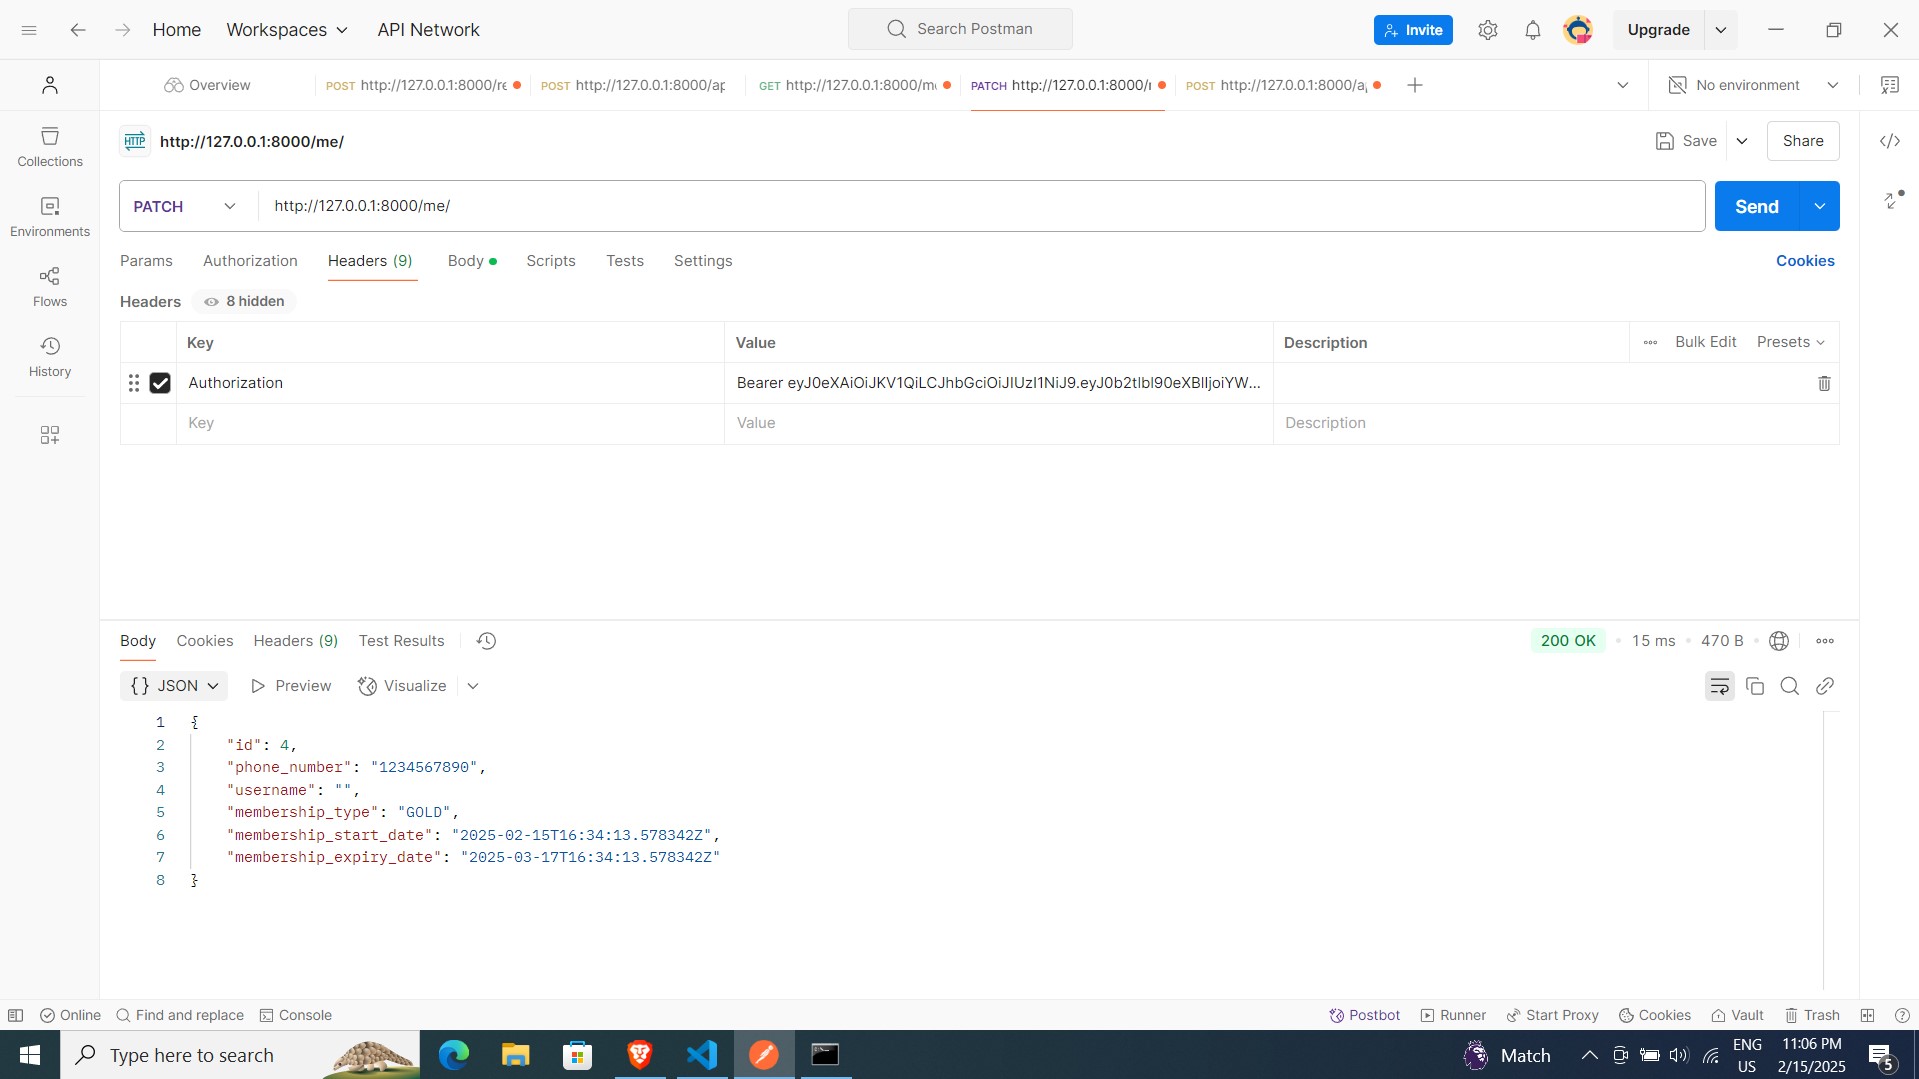 Home
Workspaces
API Network
Search Postman
Invite
Upgrade
Overview
POST http://127.0.0.1:8000/re
POST http://127.0.0.1:8000/ap
GET http://127.0.0.1:8000/m
PATCH http://127.0.0.1:8000/
POST http://127.0.0.1:8000/a
No environment
HTTP http://127.0.0.1:8000/me/
Save
Share
Collections
Environments
Flows
History
PATCH
http://127.0.0.1:8000/me/
Send
Params
Authorization
Headers (9)
Body
Scripts
Tests
Settings
Cookies
Headers
8 hidden
Key Value Description
Bulk Edit
Presets
Authorization Bearer eyJ0eXAiOiJKV1QiLCJhbGciOiJIUzI1NiJ9.eyJ0b2tlbl90eXBlIjoiYW...
Key Value Description
Body
Cookies
Headers (9)
Test Results
200 OK
15 ms
470 B
{} JSON
Preview
Visualize
1 {
2 "id": 4,
3 "phone_number": "1234567890",
4 "username": "",
5 "membership_type": "GOLD",
6 "membership_start_date": "2025-02-15T16:34:13.578342Z",
7 "membership_expiry_date": "2025-03-17T16:34:13.578342Z"
8 }
Online
Find and replace
Console
Postbot
Runner
Start Proxy
Cookies
Vault
Trash
Type here to search
Match
ENG
US
11:06 PM
2/15/2025
5